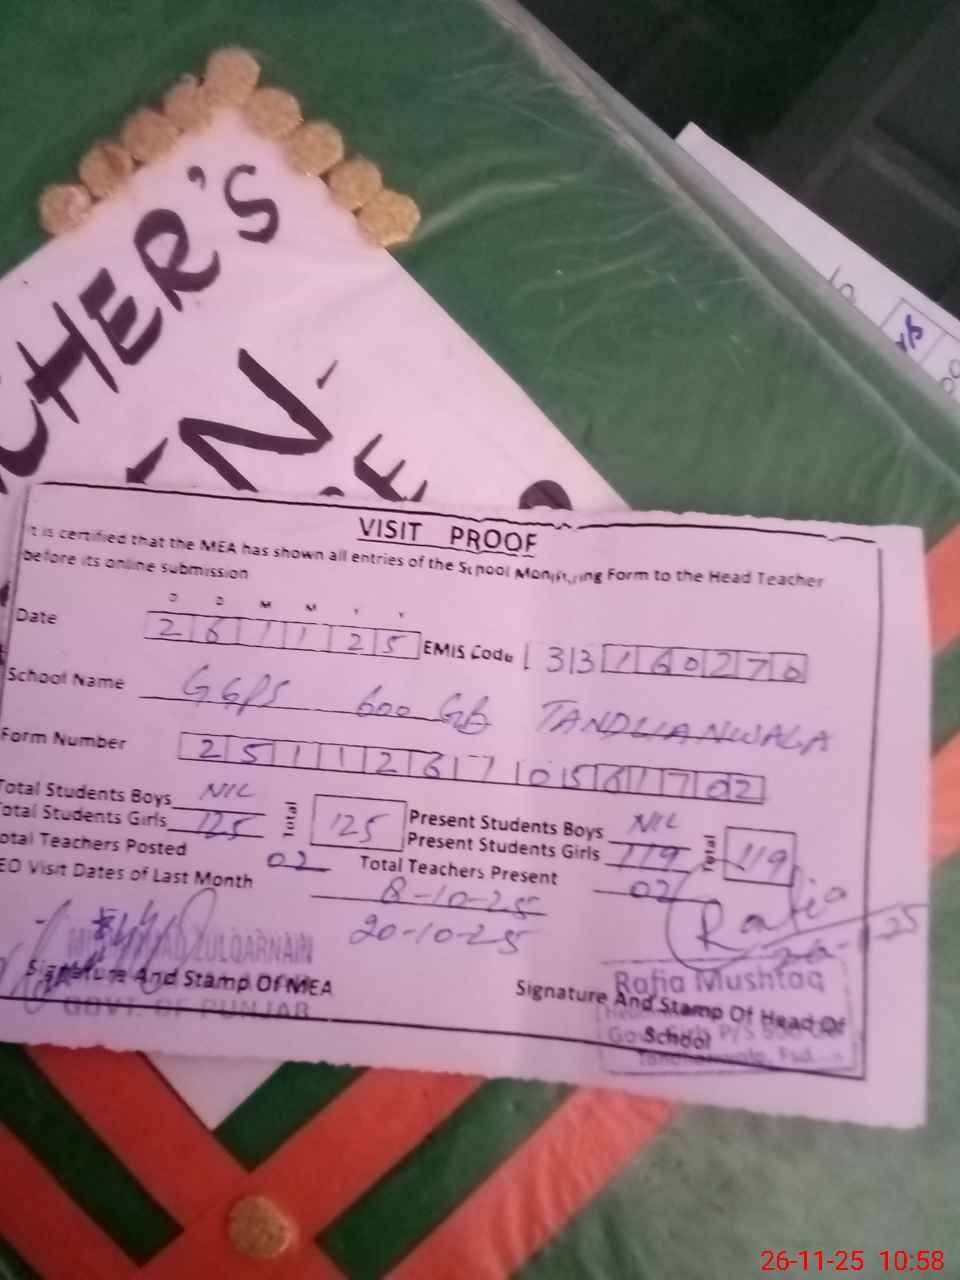 CHER'S
N
VISIT PROOF
It is certified that the MEA has shown all entries of the School Monitoring Form to the Head Teacher
before its online submission
D D M M Y Y
Date 2 6 1 1 2 5 EMIS Code 3 3 1 6 0 2 7 0
School Name GGPS 600 GB TANDLIANWALA
Form Number 2 5 1 1 2 6 1 7 0 5 6 1 7 02
Total Students Boys NIL Total 125 Present Students Boys NIL Total 119
Total Students Girls 125 Present Students Girls 119
Total Teachers Posted 02 Total Teachers Present 02
EO Visit Dates of Last Month 8-10-25
20-10-25
Rafia
ZULQARNAIN
Signature And Stamp Of MEA
GOVT. OF PUNJAB
Rafia Mushtaq
Signature And Stamp Of Head Of
School
26-11-25 10:58